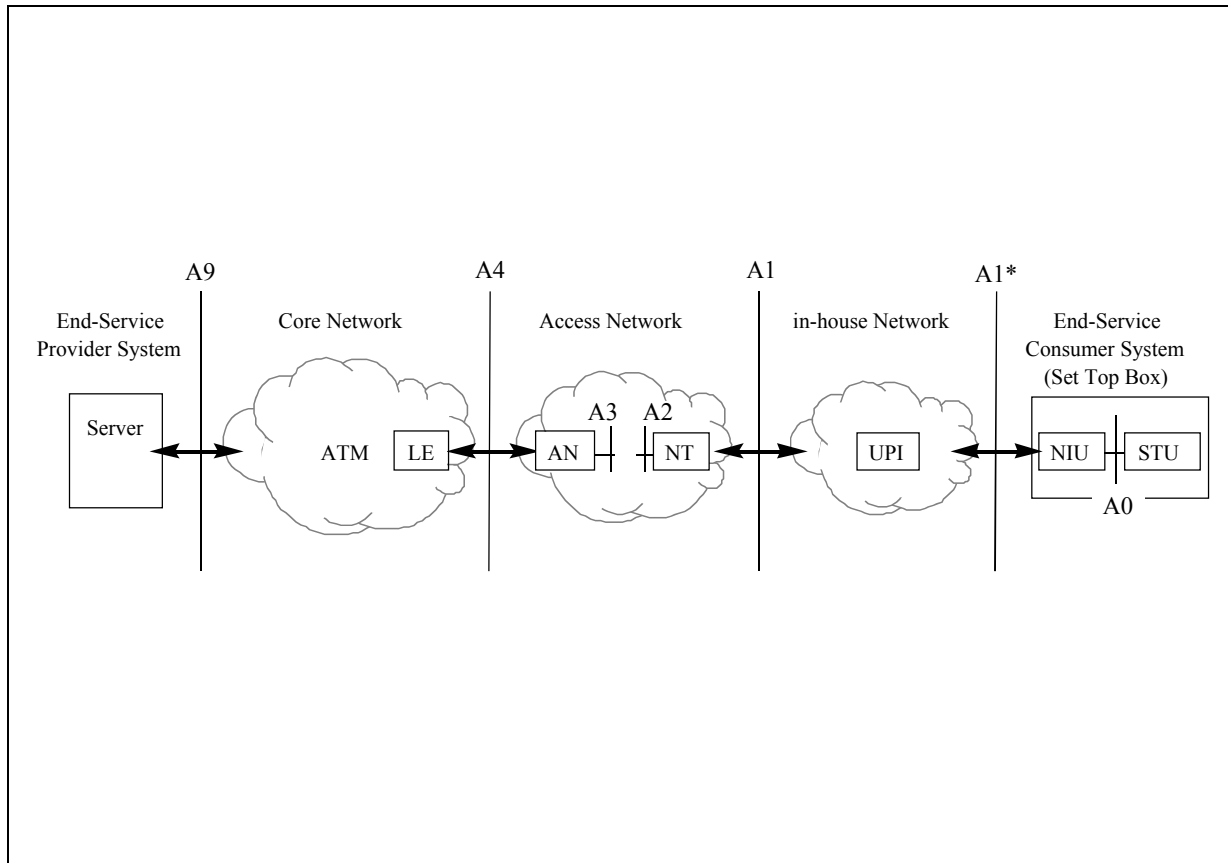 A9
A4
A1
A1*
End-Service
Provider System
Core Network
Access Network
in-house Network
End-Service
Consumer System
(Set Top Box)
Server
ATM
LE
AN
A3
A2
NT
UPI
NIU
STU
A0